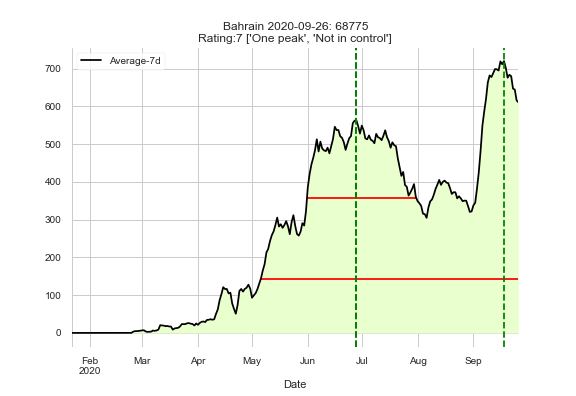 Bahrain 2020-09-26: 68775
Rating:7 ['One peak', 'Not in control']
Average-7d
700
600
500
400
300
200
100
0
Feb Mar Apr May Jun Jul Aug Sep
2020
Date